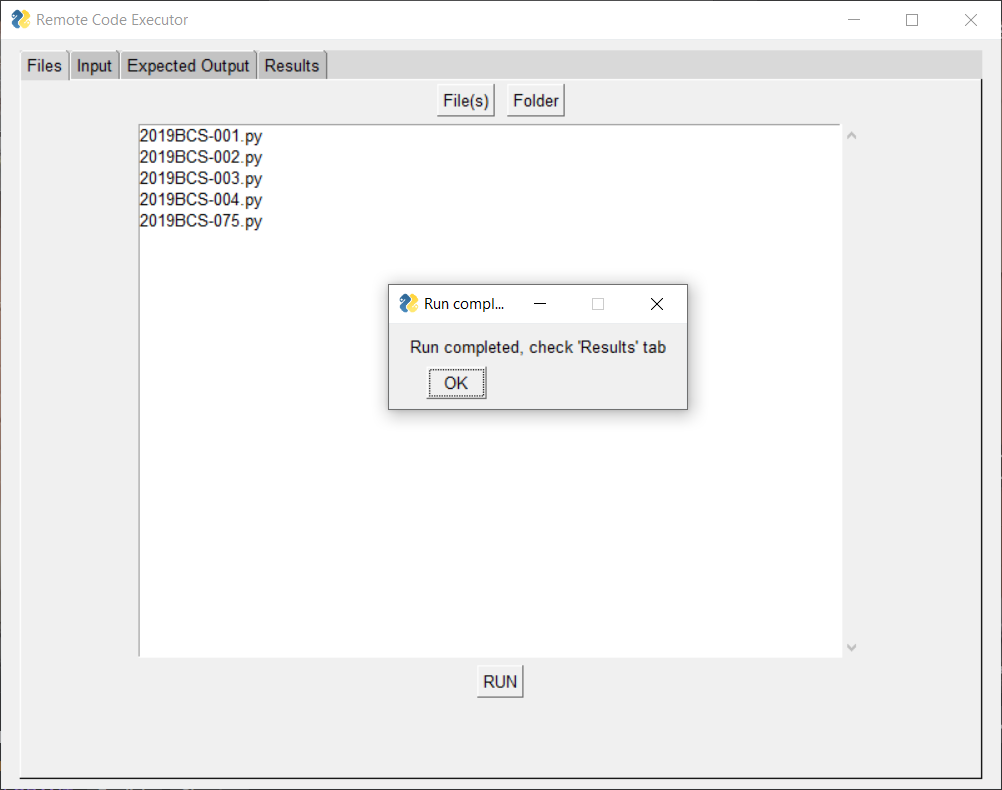 Remote Code Executor
Files Input Expected Output Results
File(s) Folder
2019BCS-001.py
2019BCS-002.py
2019BCS-003.py
2019BCS-004.py
2019BCS-075.py
Run compl...
Run completed, check 'Results' tab
OK
RUN